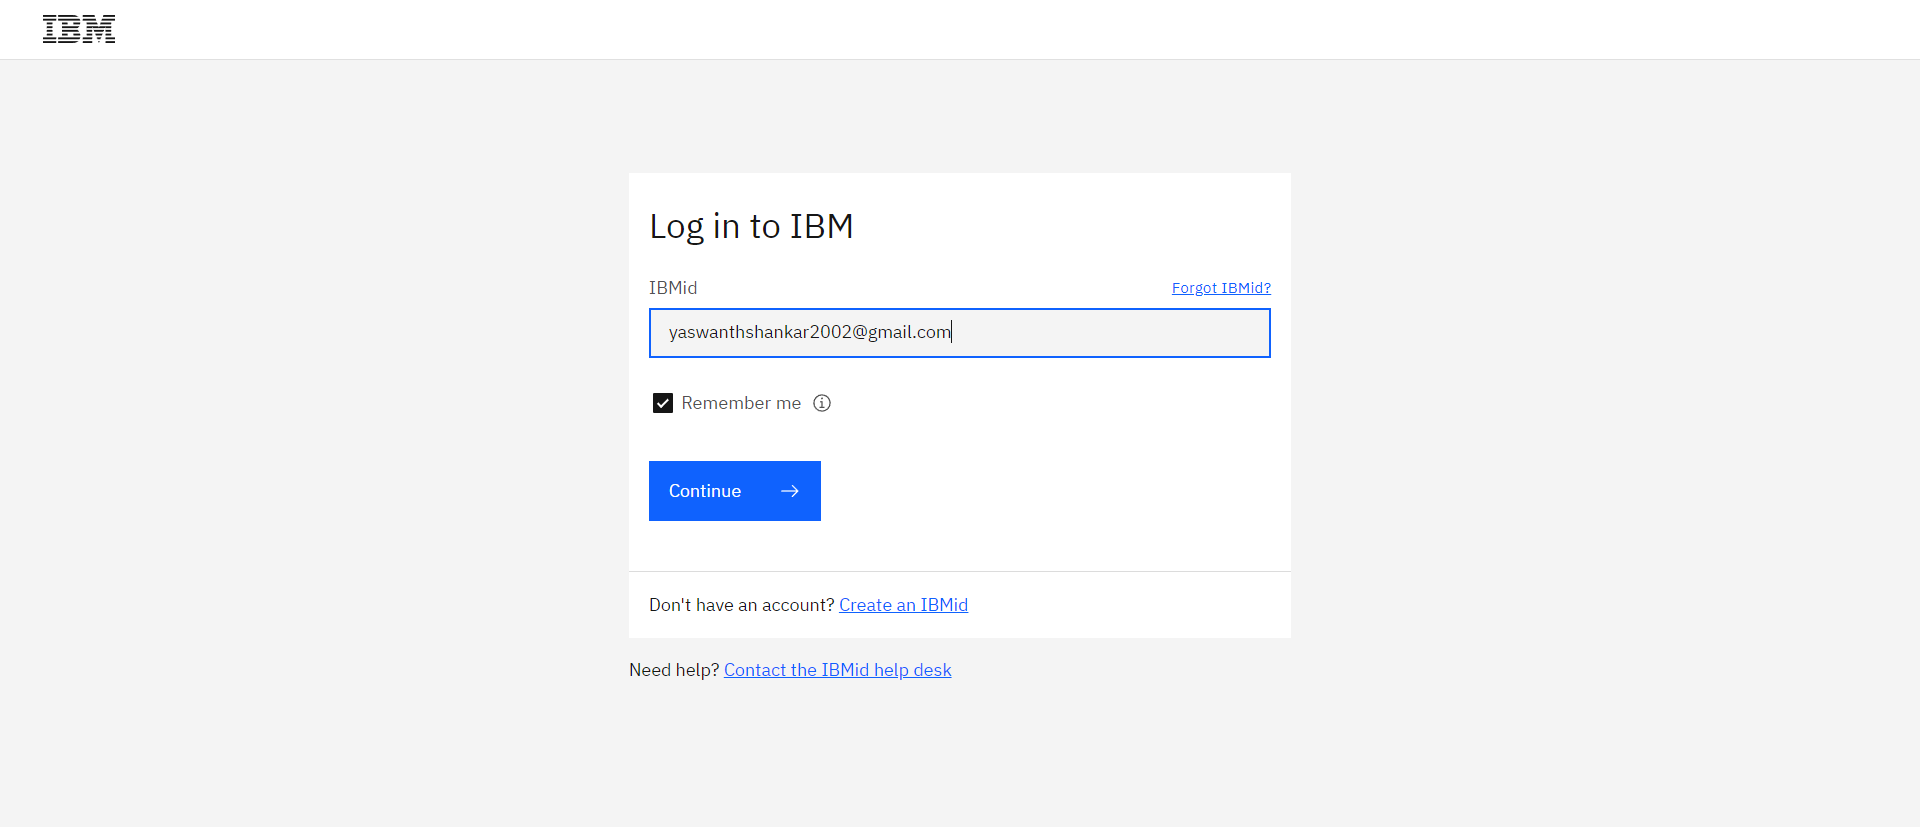 IBM
Log in to IBM
IBMid
Forgot IBMid?
yaswanthshankar2002@gmail.com
Remember me
Continue
Don't have an account? Create an IBMid
Need help? Contact the IBMid help desk